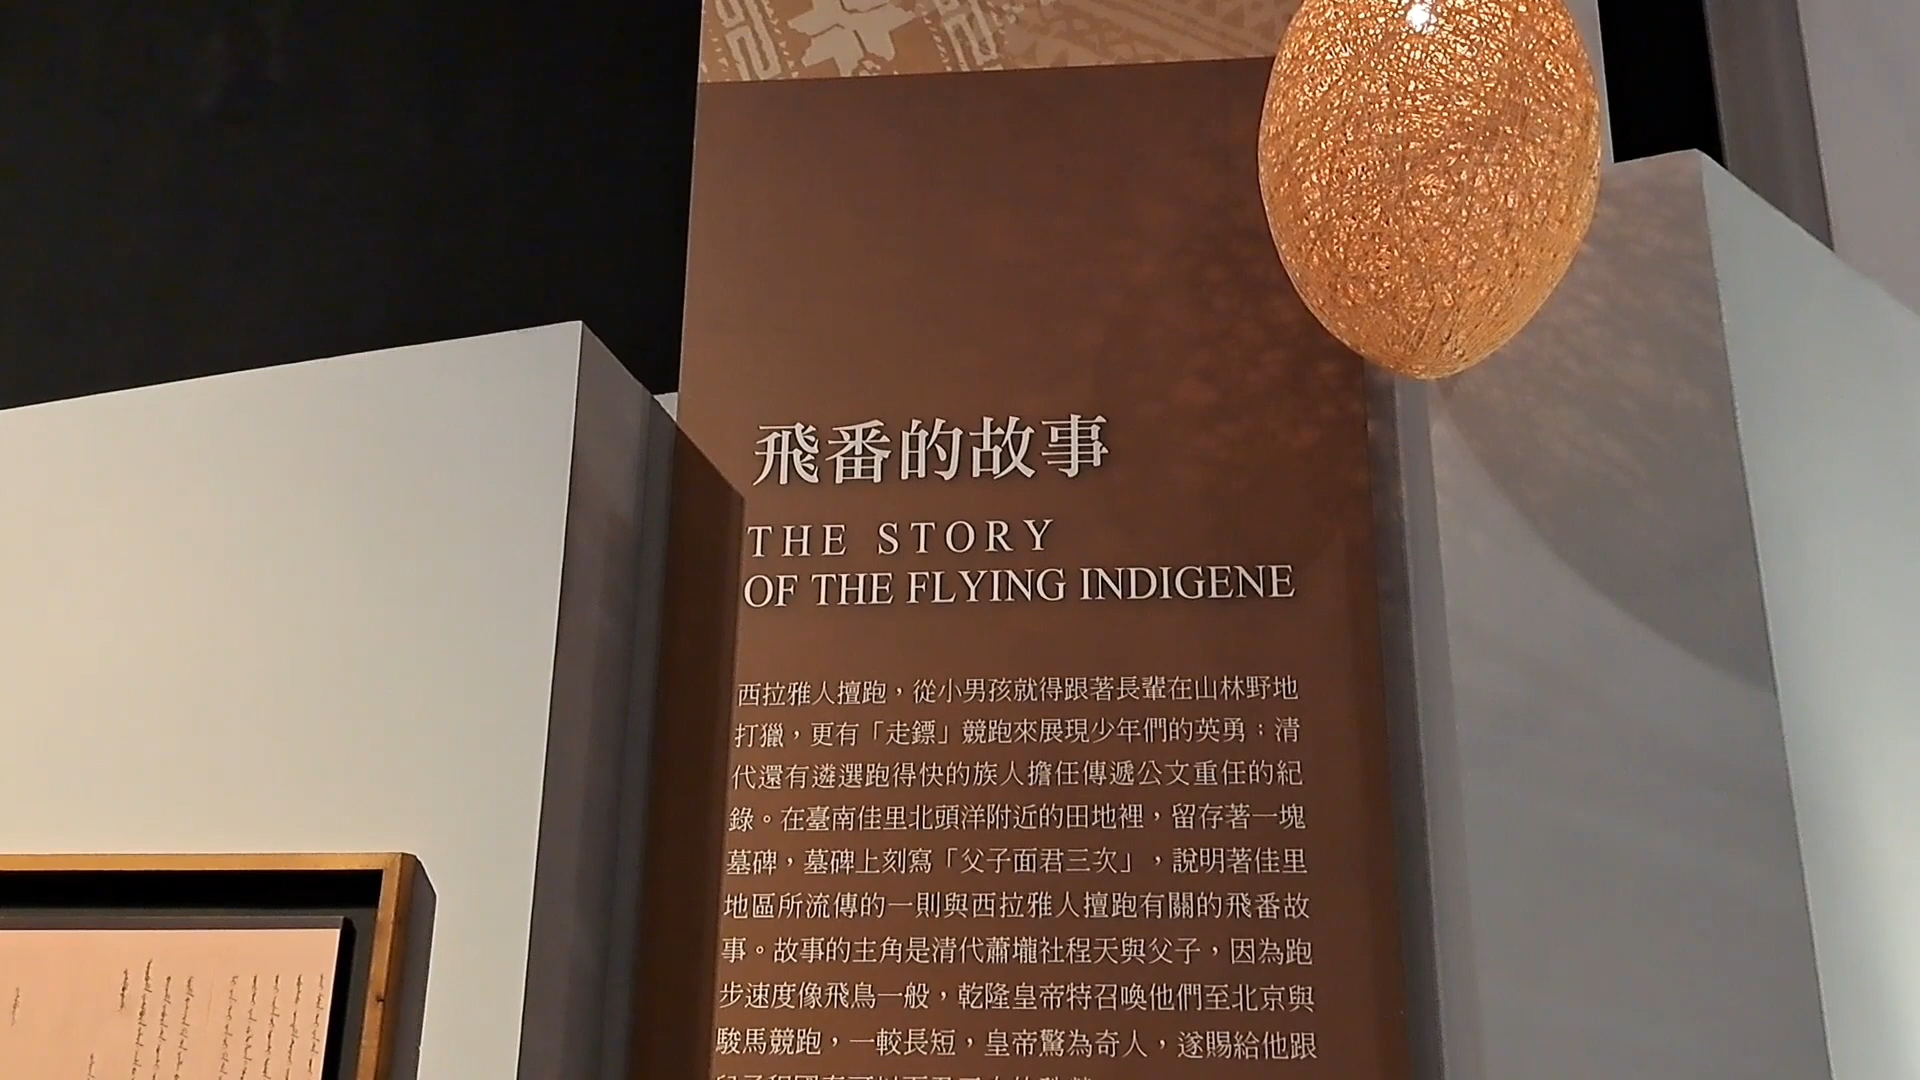 飛番的故事
THE STORY
OF THE FLYING INDIGENE
西拉雅人擅跑，從小男孩就得跟著長輩在山林野地
打獵，更有「走鏢」競跑來展現少年們的英勇；清
代還有遴選跑得快的族人擔任傳遞公文重任的紀
錄。在臺南佳里北頭洋附近的田地裡，留存著一塊
墓碑，墓碑上刻寫「父子面君三次」，說明著佳里
地區所流傳的一則與西拉雅人擅跑有關的飛番故
事。故事的主角是清代蕭壠社程天與父子，因為跑
步速度像飛鳥一般，乾隆皇帝特召喚他們至北京與
駿馬競跑，一較長短，皇帝驚為奇人，遂賜給他跟